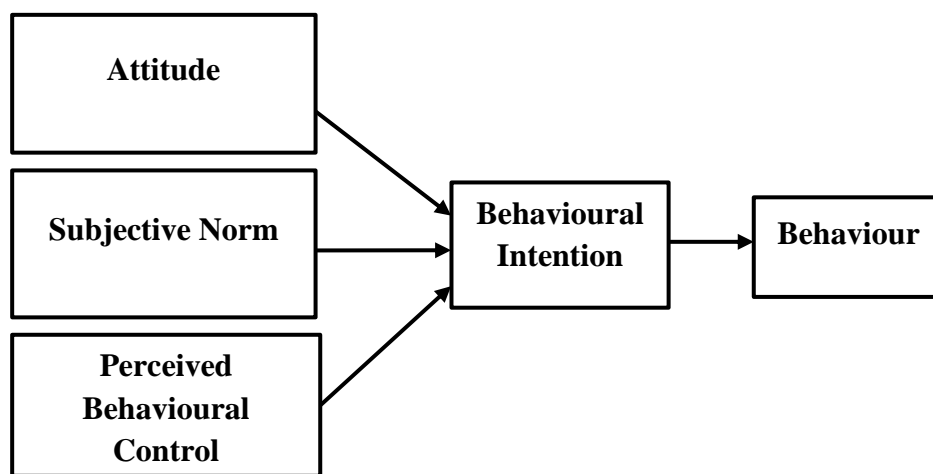 Attitude
Subjective Norm
Perceived
Behavioural
Control
Behavioural
Intention
Behaviour